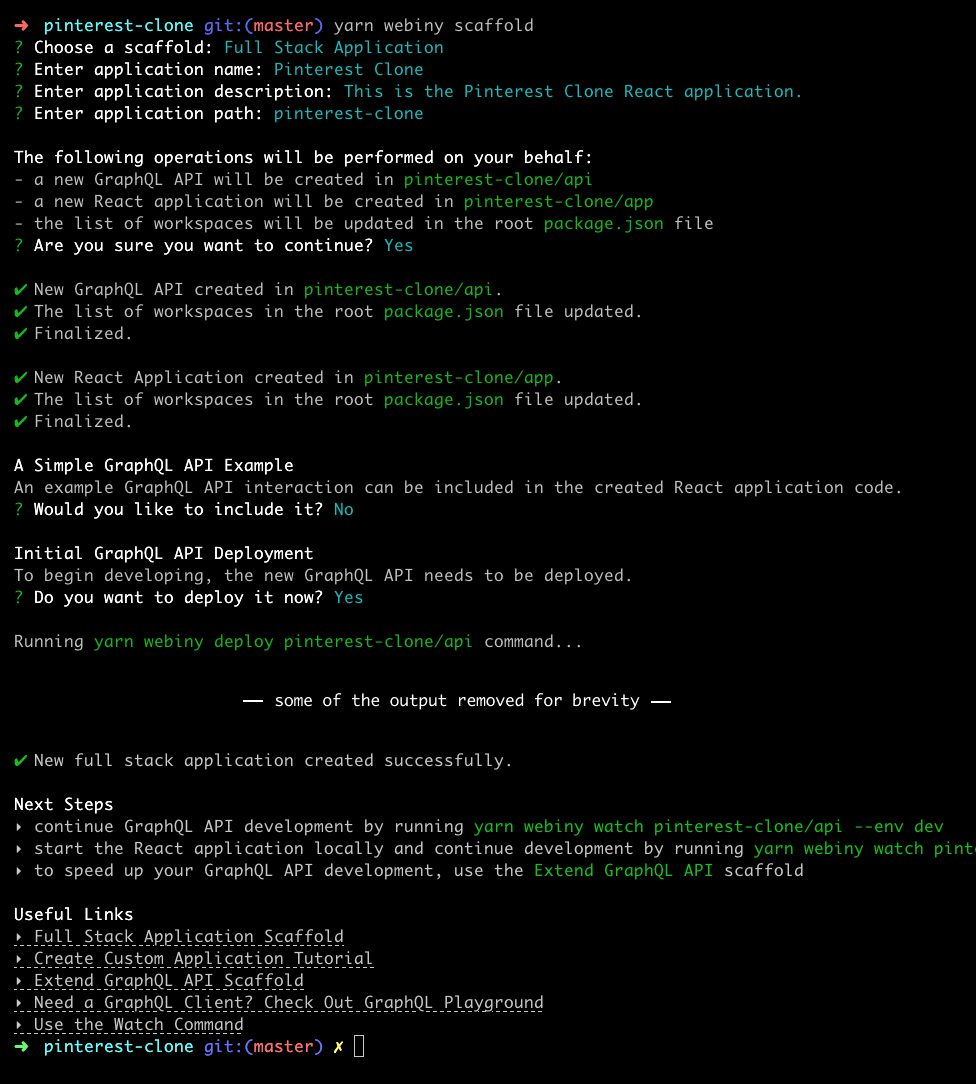 ➜ pinterest-clone git:(master) yarn webiny scaffold
? Choose a scaffold: Full Stack Application
? Enter application name: Pinterest Clone
? Enter application description: This is the Pinterest Clone React application.
? Enter application path: pinterest-clone
The following operations will be performed on your behalf:
- a new GraphQL API will be created in pinterest-clone/api
- a new React application will be created in pinterest-clone/app
- the list of workspaces will be updated in the root package.json file
? Are you sure you want to continue? Yes
✔ New GraphQL API created in pinterest-clone/api.
✔ The list of workspaces in the root package.json file updated.
✔ Finalized.
✔ New React Application created in pinterest-clone/app.
✔ The list of workspaces in the root package.json file updated.
✔ Finalized.
A Simple GraphQL API Example
An example GraphQL API interaction can be included in the created React application code.
? Would you like to include it? No
Initial GraphQL API Deployment
To begin developing, the new GraphQL API needs to be deployed.
? Do you want to deploy it now? Yes
Running yarn webiny deploy pinterest-clone/api command...
—— some of the output removed for brevity ——
✔ New full stack application created successfully.
Next Steps
‣ continue GraphQL API development by running yarn webiny watch pinterest-clone/api --env dev
‣ start the React application locally and continue development by running yarn webiny watch pint
‣ to speed up your GraphQL API development, use the Extend GraphQL API scaffold
Useful Links
‣ Full Stack Application Scaffold
‣ Create Custom Application Tutorial
‣ Extend GraphQL API Scaffold
‣ Need a GraphQL Client? Check Out GraphQL Playground
‣ Use the Watch Command
➜ pinterest-clone git:(master) ✗